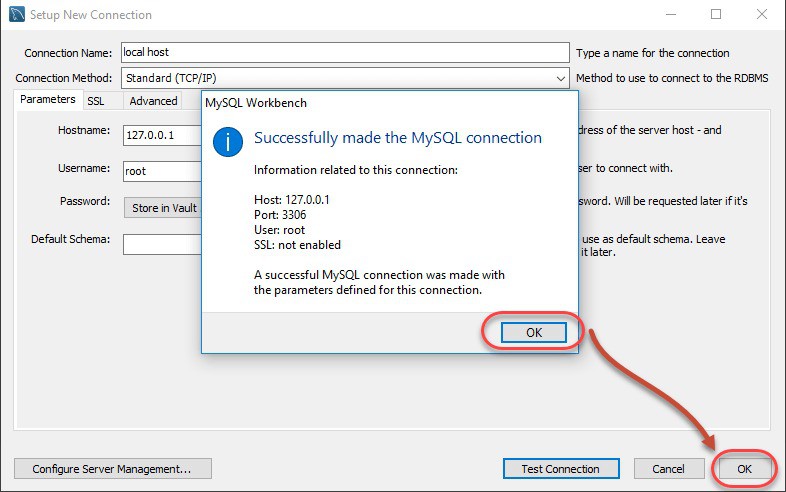 Setup New Connection
Connection Name: local host Type a name for the connection
Connection Method: Standard (TCP/IP) Method to use to connect to the RDBMS
Parameters SSL Advanced
MySQL Workbench
Hostname: 127.0.0.1 dress of the server host - and
Successfully made the MySQL connection
Information related to this connection:
Username: root ser to connect with.
Host: 127.0.0.1
Password: Store in Vault sword. Will be requested later if it's
Port: 3306
User: root
Default Schema: use as default schema. Leave
SSL: not enabled
it later.
A successful MySQL connection was made with
the parameters defined for this connection.
OK
Configure Server Management... Test Connection Cancel OK